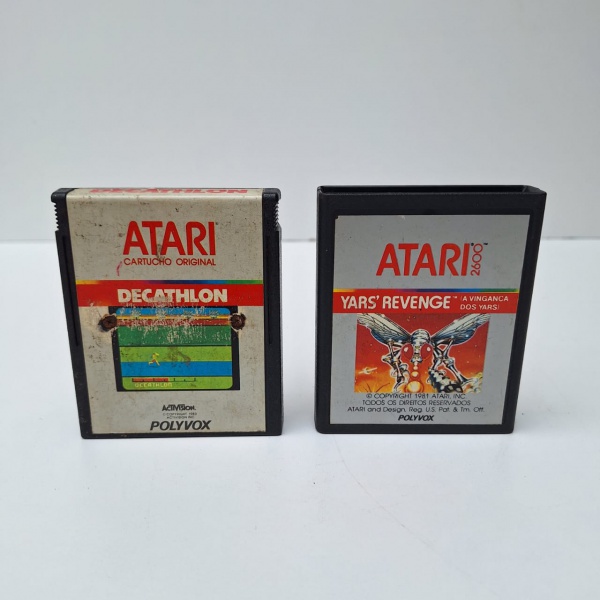 DECATHLON
ATARI
CARTUCHO ORIGINAL
DECATHLON
DECATHLON
ACTIVISION
POLYVOX
ATARI 2600
YARS' REVENGE™ (A VINGANÇA
DOS YARS)
© COPYRIGHT 1981 ATARI, INC.
TODOS OS DIREITOS RESERVADOS
ATARI and Design Reg. U.S. Pat. & Tm. Off.
POLYVOX